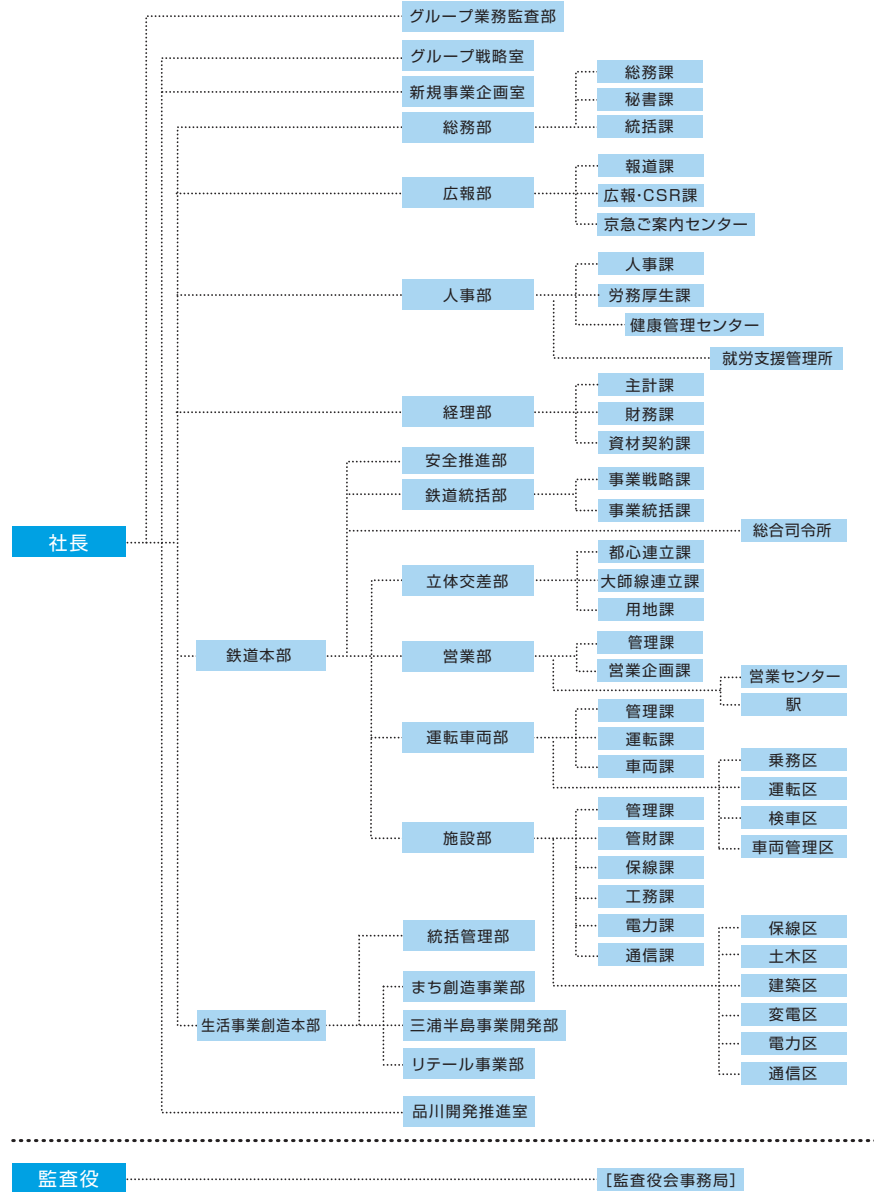 グループ業務監査部
グループ戦略室
新規事業企画室
総務部
総務課
秘書課
統括課
広報部
報道課
広報・CSR課
京急ご案内センター
人事部
人事課
労務厚生課
健康管理センター
就労支援管理所
経理部
主計課
財務課
資材契約課
安全推進部
鉄道統括部
事業戦略課
事業統括課
社長
総合司令所
立体交差部
都心連立課
大師線連立課
用地課
鉄道本部
営業部
管理課
営業企画課
営業センター
駅
運転車両部
管理課
運転課
車両課
乗務区
運転区
検車区
車両管理区
施設部
管理課
管財課
保線課
工務課
電力課
通信課
保線区
土木区
建築区
変電区
電力区
通信区
生活事業創造本部
統括管理部
まち創造事業部
三浦半島事業開発部
リテール事業部
品川開発推進室
監査役
[監査役会事務局]